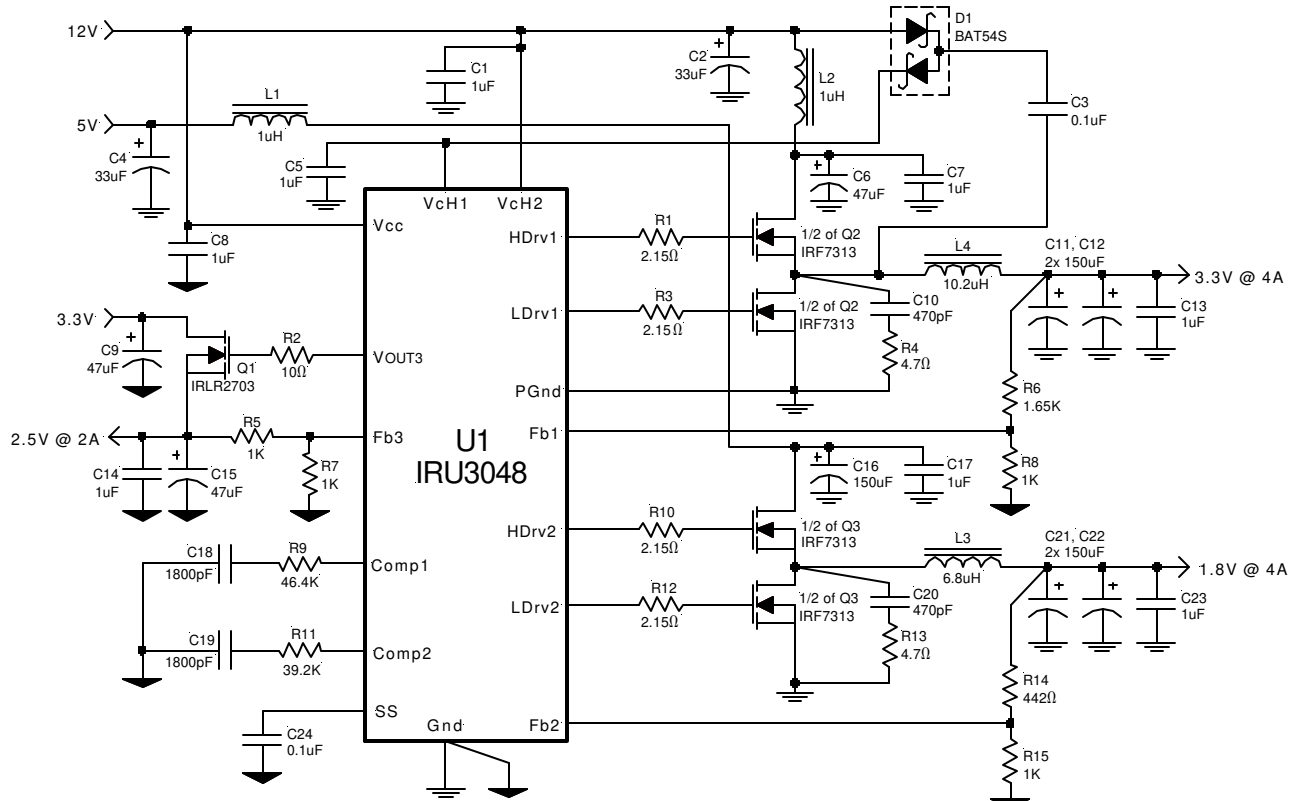 12V
5V
L1
1uH
C4
33uF
C1
1uF
C5
1uF
C2
33uF
L2
1uH
D1
BAT54S
C3
0.1uF
C6
47uF
C7
1uF
VcH1
VcH2
Vcc
C8
1uF
HDrv1
R1
2.15Ω
1/2 of Q2
IRF7313
L4
10.2uH
C11, C12
2x 150uF
3.3V @ 4A
C13
1uF
LDrv1
R3
2.15Ω
1/2 of Q2
IRF7313
C10
470pF
R4
4.7Ω
3.3V
C9
47uF
Q1
IRLR2703
R2
10Ω
VOUT3
PGnd
R6
1.65K
2.5V @ 2A
R5
1K
Fb3
Fb1
U1
IRU3048
C14
1uF
C15
47uF
R7
1K
C16
150uF
C17
1uF
R8
1K
HDrv2
R10
2.15Ω
1/2 of Q3
IRF7313
L3
6.8uH
C21, C22
2x 150uF
1.8V @ 4A
C23
1uF
C18
1800pF
R9
46.4K
Comp1
LDrv2
R12
2.15Ω
1/2 of Q3
IRF7313
C20
470pF
R13
4.7Ω
C19
1800pF
R11
39.2K
Comp2
R14
442Ω
SS
Gnd
Fb2
C24
0.1uF
R15
1K